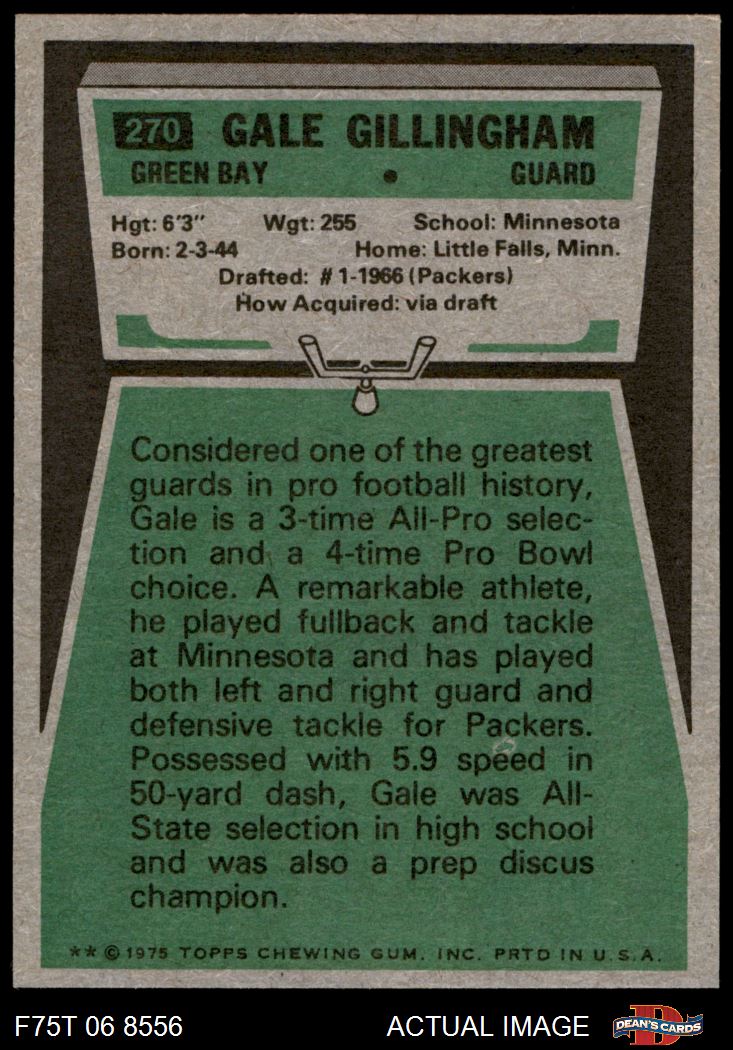 270 GALE GILLINGHAM
GREEN BAY • GUARD
Hgt: 6'3" Wgt: 255 School: Minnesota
Born: 2-3-44 Home: Little Falls, Minn.
Drafted: #1-1966 (Packers)
How Acquired: via draft
Considered one of the greatest
guards in pro football history,
Gale is a 3-time All-Pro selec-
tion and a 4-time Pro Bowl
choice. A remarkable athlete,
he played fullback and tackle
at Minnesota and has played
both left and right guard and
defensive tackle for Packers.
Possessed with 5.9 speed in
50-yard dash, Gale was All-
State selection in high school
and was also a prep discus
champion.
** © 1975 TOPPS CHEWING GUM, INC. PRTD IN U.S.A.
F75T 06 8556 ACTUAL IMAGE D DEAN'S CARDS